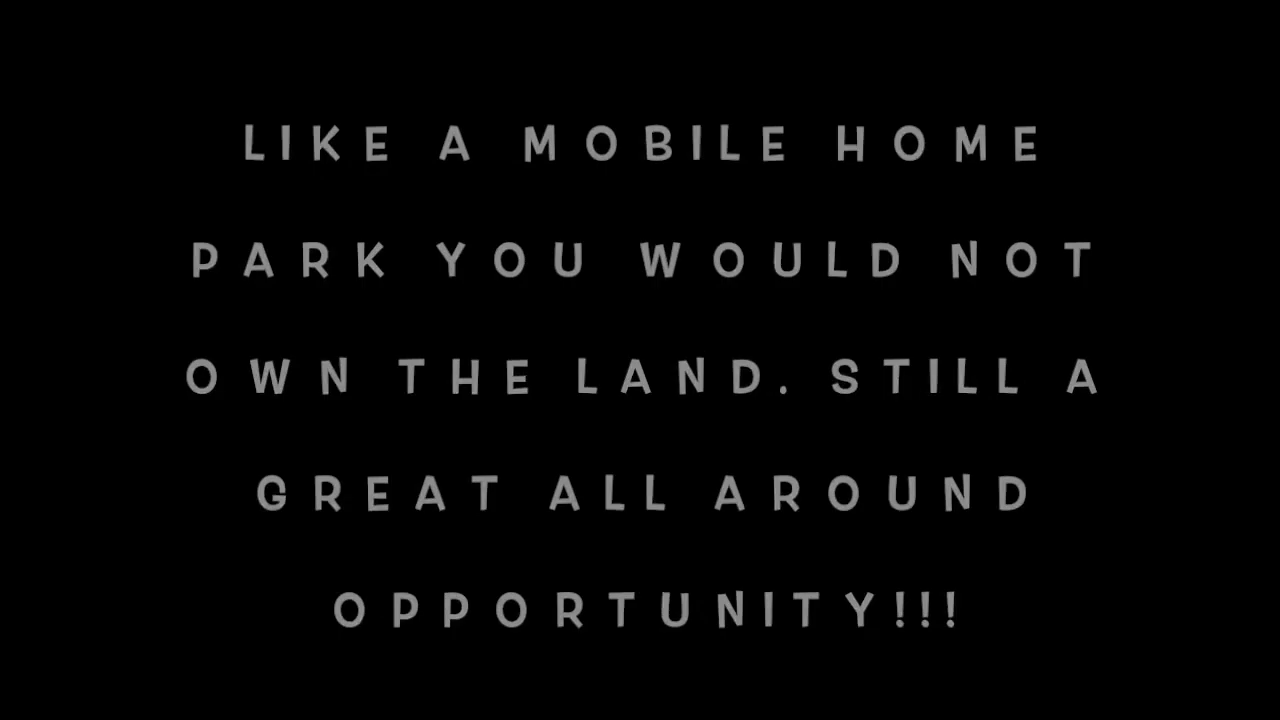 LIKE A MOBILE HOME
PARK YOU WOULD NOT
OWN THE LAND. STILL A
GREAT ALL AROUND
OPPORTUNITY!!!